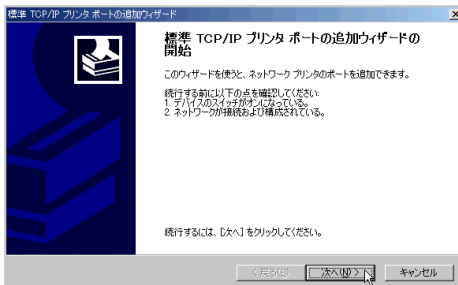 標準 TCP/IP プリンタ ポートの追加ウィザード
標準 TCP/IP プリンタ ポートの追加ウィザードの
開始
このウィザードを使うと、ネットワーク プリンタのポートを追加できます。
続行する前に以下の点を確認してください:
1. デバイスのスイッチがオンになっている。
2. ネットワークが接続および構成されている。
続行するには、[次へ] をクリックしてください。
< 戻る(B) 次へ(N) > キャンセル